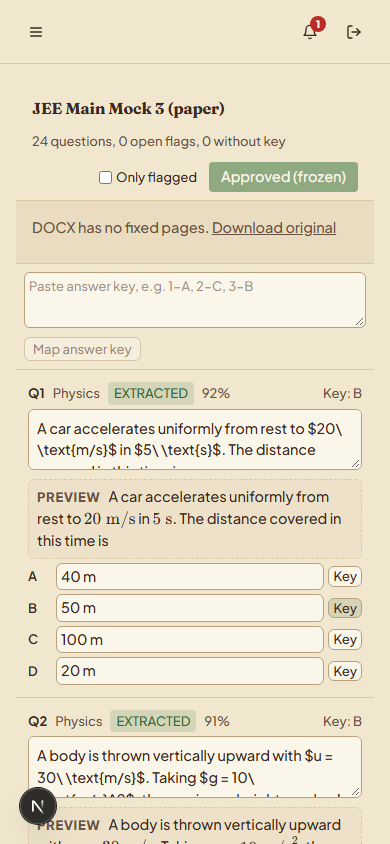 1
JEE Main Mock 3 (paper)
24 questions, 0 open flags, 0 without key
Only flagged Approved (frozen)
DOCX has no fixed pages. Download original
Paste answer key, e.g. 1–A, 2–C, 3–B
Map answer key
Q1 Physics EXTRACTED 92% Key: B
A car accelerates uniformly from rest to $20\
\text{m/s}$ in $5\ \text{s}$. The distance
PREVIEW A car accelerates uniformly from
rest to 20 m/s in 5 s. The distance covered in
this time is
A 40 m Key
B 50 m Key
C 100 m Key
D 20 m Key
Q2 Physics EXTRACTED 91% Key: B
A body is thrown vertically upward with $u =
30\ \text{m/s}$. Taking $g = 10\
N
PREVIEW A body is thrown vertically upward